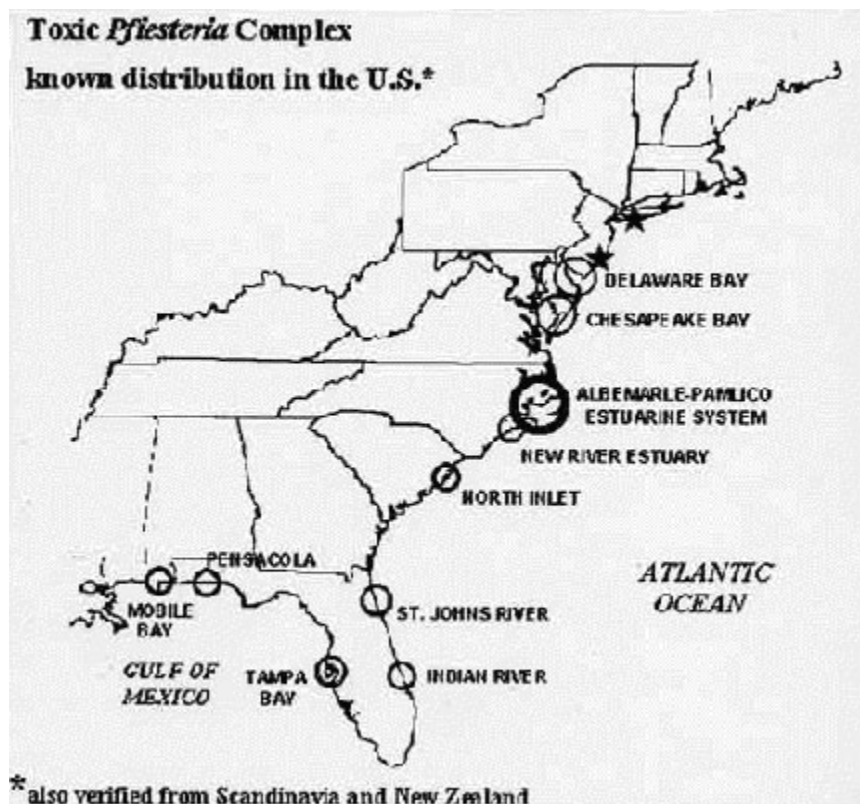 Toxic Pfiesteria Complex
known distribution in the U.S.*
DELAWARE BAY
CHESAPEAKE BAY
ALBEMARLE-PAMLICO
ESTUARINE SYSTEM
NEW RIVER ESTUARY
NORTH INLET
PENSACOLA
ATLANTIC
OCEAN
MOBILE
BAY
ST. JOHNS RIVER
GULF OF
MEXICO
TAMPA
BAY
INDIAN RIVER
*also verified from Scandinavia and New Zealand